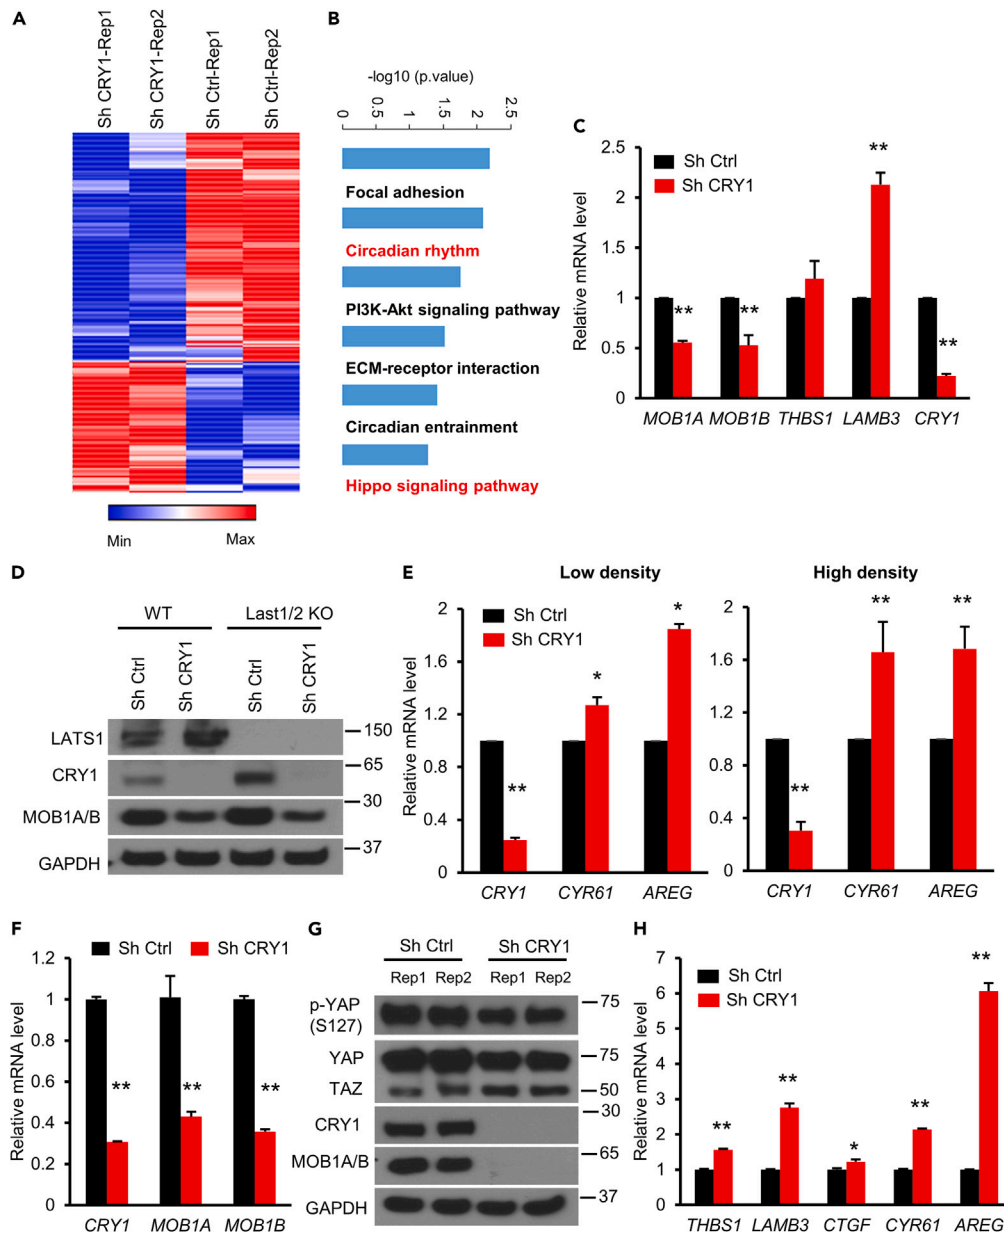 A
Sh CRY1-Rep1
Sh CRY1-Rep2
Sh Ctrl-Rep1
Sh Ctrl-Rep2
Min
Max
B
-log10 (p.value)
0
0.5
1
1.5
2
2.5
Focal adhesion
Circadian rhythm
PI3K-Akt signaling pathway
ECM-receptor interaction
Circadian entrainment
Hippo signaling pathway
C
Sh Ctrl
Sh CRY1
Relative mRNA level
2.5
2
1.5
1
0.5
0
**
**
**
**
MOB1A
MOB1B
THBS1
LAMB3
CRY1
D
WT
Last1/2 KO
Sh Ctrl
Sh CRY1
Sh Ctrl
Sh CRY1
LATS1
150
CRY1
65
MOB1A/B
30
GAPDH
37
E
Low density
Sh Ctrl
Sh CRY1
Relative mRNA level
2
1.6
1.2
0.8
0.4
0
**
*
*
CRY1
CYR61
AREG
High density
2
1.6
1.2
0.8
0.4
0
**
**
**
CRY1
CYR61
AREG
F
Sh Ctrl
Sh CRY1
Relative mRNA level
1.2
1
0.8
0.6
0.4
0.2
0
**
**
**
CRY1
MOB1A
MOB1B
G
Sh Ctrl
Sh CRY1
Rep1
Rep2
Rep1
Rep2
p-YAP
(S127)
75
YAP
75
TAZ
50
CRY1
30
MOB1A/B
65
GAPDH
37
H
Sh Ctrl
Sh CRY1
Relative mRNA level
7
6
5
4
3
2
1
0
**
**
*
**
**
THBS1
LAMB3
CTGF
CYR61
AREG